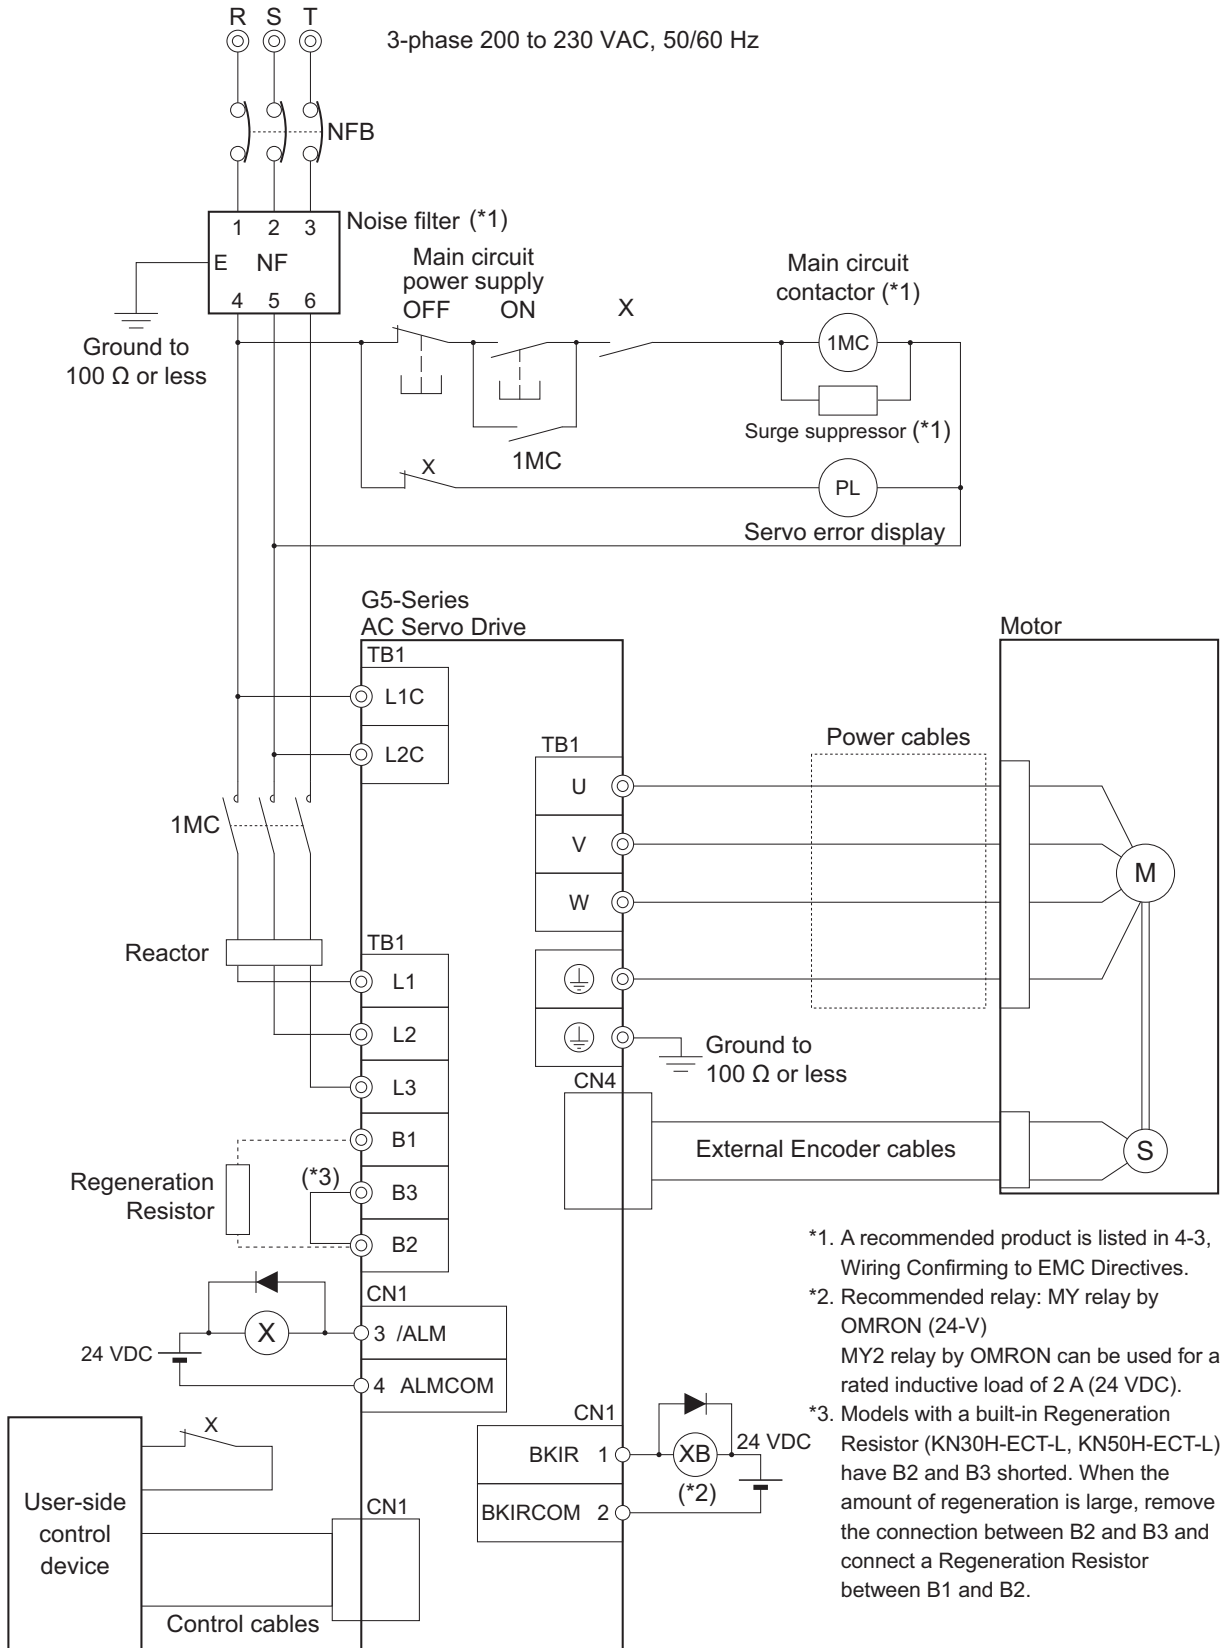 R S T
3-phase 200 to 230 VAC, 50/60 Hz
NFB
1 2 3
Noise filter (*1)
E NF
4 5 6
Ground to
100 Ω or less
Main circuit
power supply
OFF ON
X
Main circuit
contactor (*1)
1MC
Surge suppressor (*1)
1MC
X
PL
Servo error display
G5-Series
AC Servo Drive
Motor
TB1
L1C
L2C
TB1
U
V
W
Power cables
M
1MC
Reactor
TB1
L1
L2
L3
B1
B3
B2
Ground to
100 Ω or less
CN4
External Encoder cables
S
Regeneration
Resistor
(*3)
CN1
X
3 /ALM
24 VDC
4 ALMCOM
X
User-side
control
device
CN1
Control cables
CN1
BKIR 1
XB
24 VDC
(*2)
BKIRCOM 2
*1. A recommended product is listed in 4-3,
Wiring Confirming to EMC Directives.
*2. Recommended relay: MY relay by
OMRON (24-V)
MY2 relay by OMRON can be used for a
rated inductive load of 2 A (24 VDC).
*3. Models with a built-in Regeneration
Resistor (KN30H-ECT-L, KN50H-ECT-L)
have B2 and B3 shorted. When the
amount of regeneration is large, remove
the connection between B2 and B3 and
connect a Regeneration Resistor
between B1 and B2.